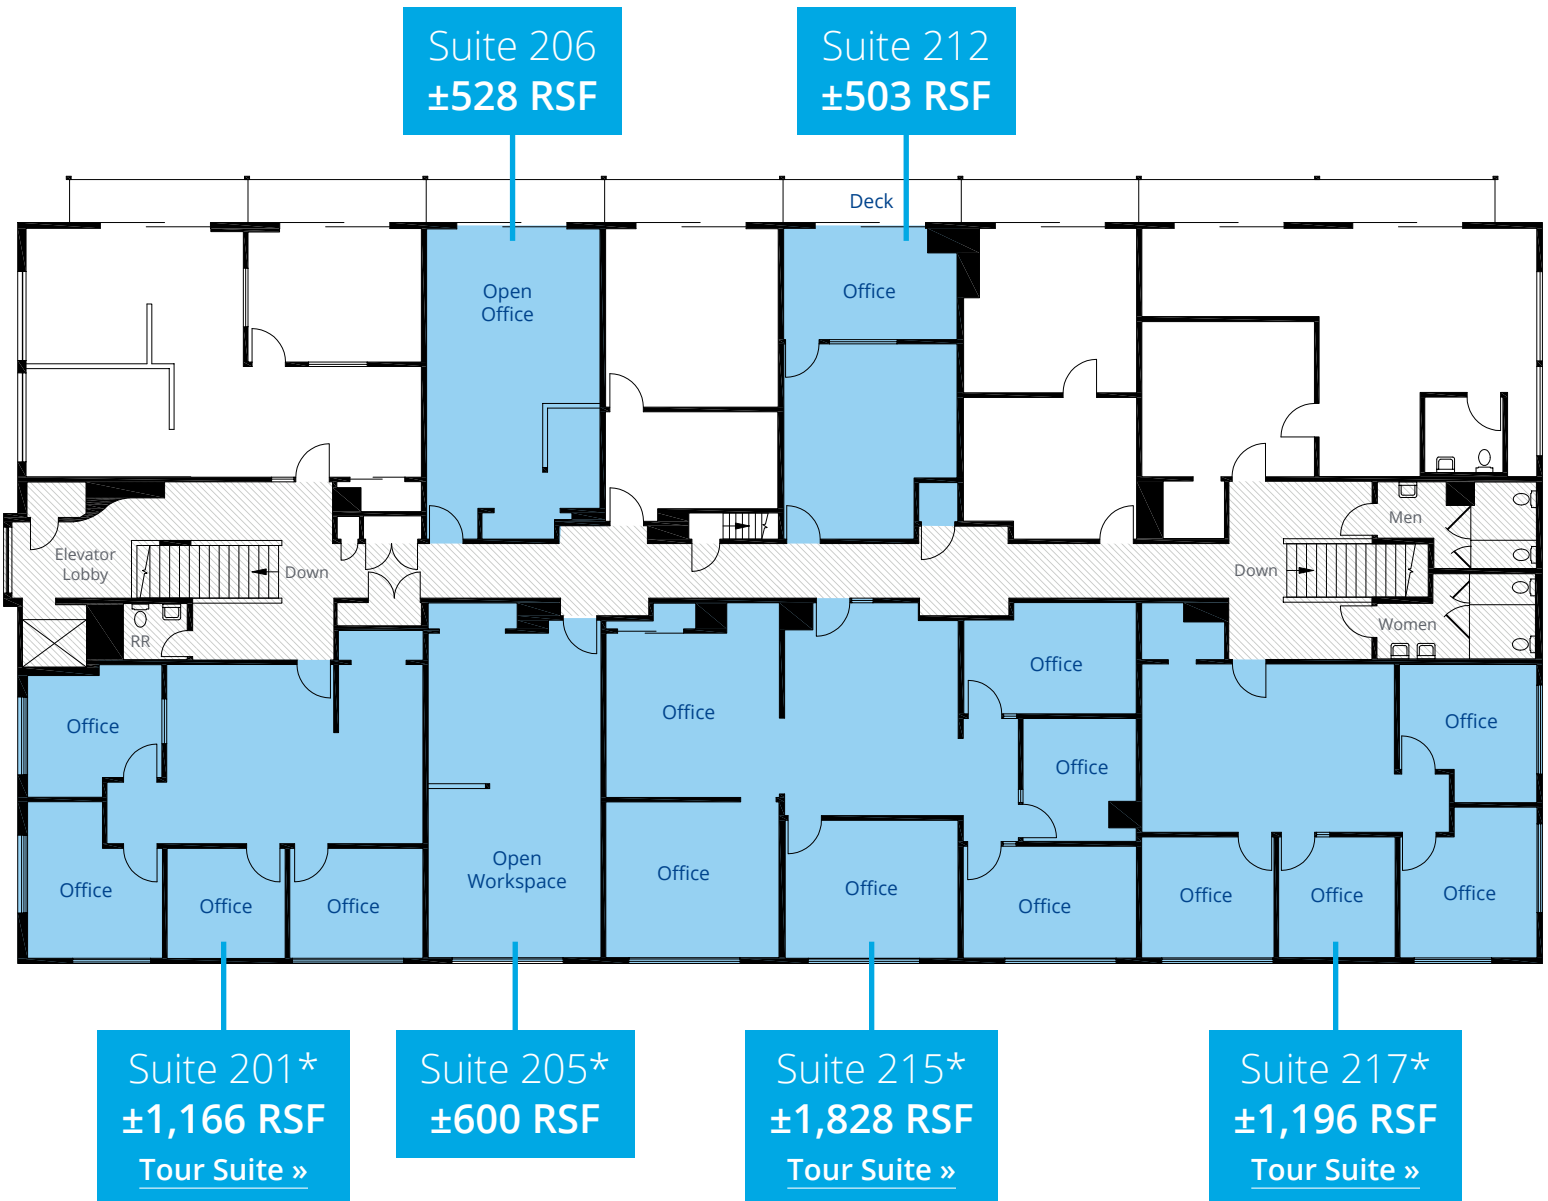 Suite 206
±528 RSF
Suite 212
±503 RSF
Deck
Open
Office
Office
Elevator
Lobby
Down
RR
Down
Men
Women
Office
Office
Office
Office
Open
Workspace
Office
Office
Office
Office
Office
Office
Office
Office
Office
Office
Suite 201*
±1,166 RSF
Tour Suite »
Suite 205*
±600 RSF
Suite 215*
±1,828 RSF
Tour Suite »
Suite 217*
±1,196 RSF
Tour Suite »